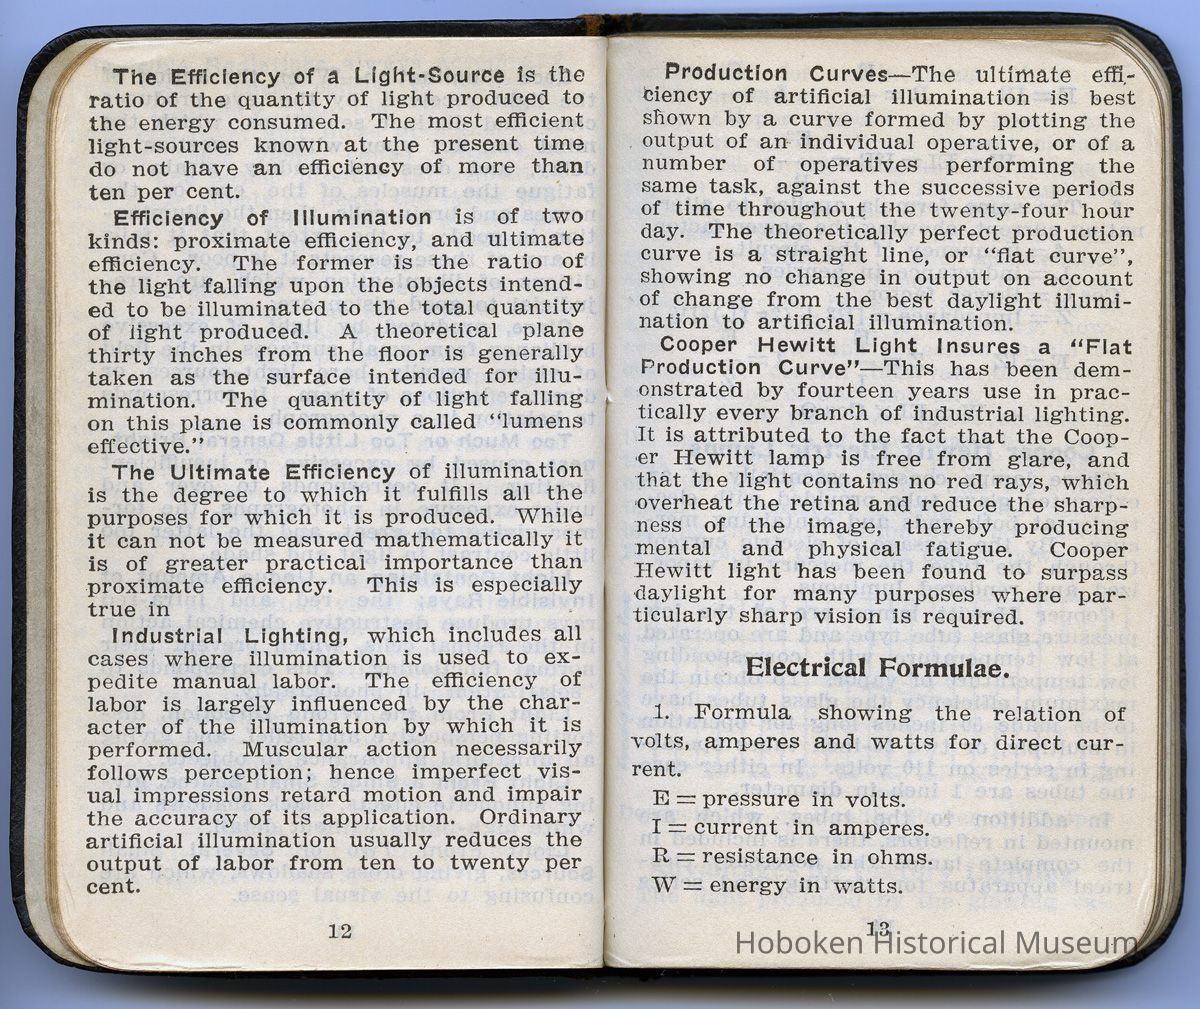 The Efficiency of a Light-Source is the
ratio of the quantity of light produced to
the energy consumed. The most efficient
light-sources known at the present time
do not have an efficiency of more than
ten per cent.
Efficiency of Illumination is of two
kinds: proximate efficiency, and ultimate
efficiency. The former is the ratio of
the light falling upon the objects intend-
ed to be illuminated to the total quantity
of light produced. A theoretical plane
thirty inches from the floor is generally
taken as the surface intended for illu-
mination. The quantity of light falling
on this plane is commonly called "lumens
effective."
The Ultimate Efficiency of illumination
is the degree to which it fulfills all the
purposes for which it is produced. While
it can not be measured mathematically it
is of greater practical importance than
proximate efficiency. This is especially
true in
Industrial Lighting, which includes all
cases where illumination is used to ex-
pedite manual labor. The efficiency of
labor is largely influenced by the char-
acter of the illumination by which it is
performed. Muscular action necessarily
follows perception; hence imperfect vis-
ual impressions retard motion and impair
the accuracy of its application. Ordinary
artificial illumination usually reduces the
output of labor from ten to twenty per
cent.
12
Production Curves—The ultimate effi-
ciency of artificial illumination is best
shown by a curve formed by plotting the
output of an individual operative, or of a
number of operatives performing the
same task, against the successive periods
of time throughout the twenty-four hour
day. The theoretically perfect production
curve is a straight line, or "flat curve",
showing no change in output on account
of change from the best daylight illumi-
nation to artificial illumination.
Cooper Hewitt Light Insures a "Flat
Production Curve"—This has been dem-
onstrated by fourteen years use in prac-
tically every branch of industrial lighting.
It is attributed to the fact that the Coop-
er Hewitt lamp is free from glare, and
that the light contains no red rays, which
overheat the retina and reduce the sharp-
ness of the image, thereby producing
mental and physical fatigue. Cooper
Hewitt light has been found to surpass
daylight for many purposes where par-
ticularly sharp vision is required.
Electrical Formulae.
1. Formula showing the relation of
volts, amperes and watts for direct cur-
rent.
E = pressure in volts.
I = current in amperes.
R = resistance in ohms.
W = energy in watts.
13
Hoboken Historical Museum